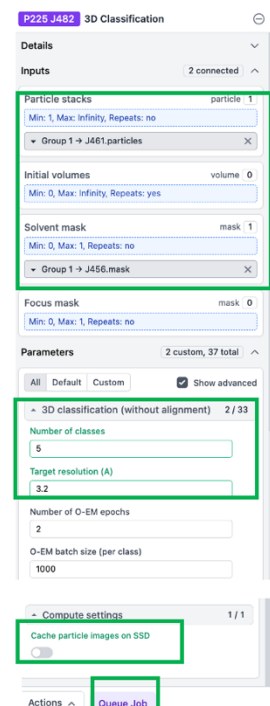 P225 J482 3D Classification
Details
Inputs 2 connected
Particle stacks particle 1
Min: 1, Max: Infinity, Repeats: no
Group 1 → J461.particles
Initial volumes volume 0
Min: 0, Max: Infinity, Repeats: yes
Solvent mask mask 1
Min: 0, Max: 1, Repeats: no
Group 1 → J456.mask
Focus mask mask 0
Min: 0, Max: 1, Repeats: no
Parameters 2 custom, 37 total
All Default Custom Show advanced
3D classification (without alignment) 2 / 33
Number of classes
5
Target resolution (A)
3.2
Number of O-EM epochs
2
O-EM batch size (per class)
1000
Compute settings 1 / 1
Cache particle images on SSD
Actions Queue Job